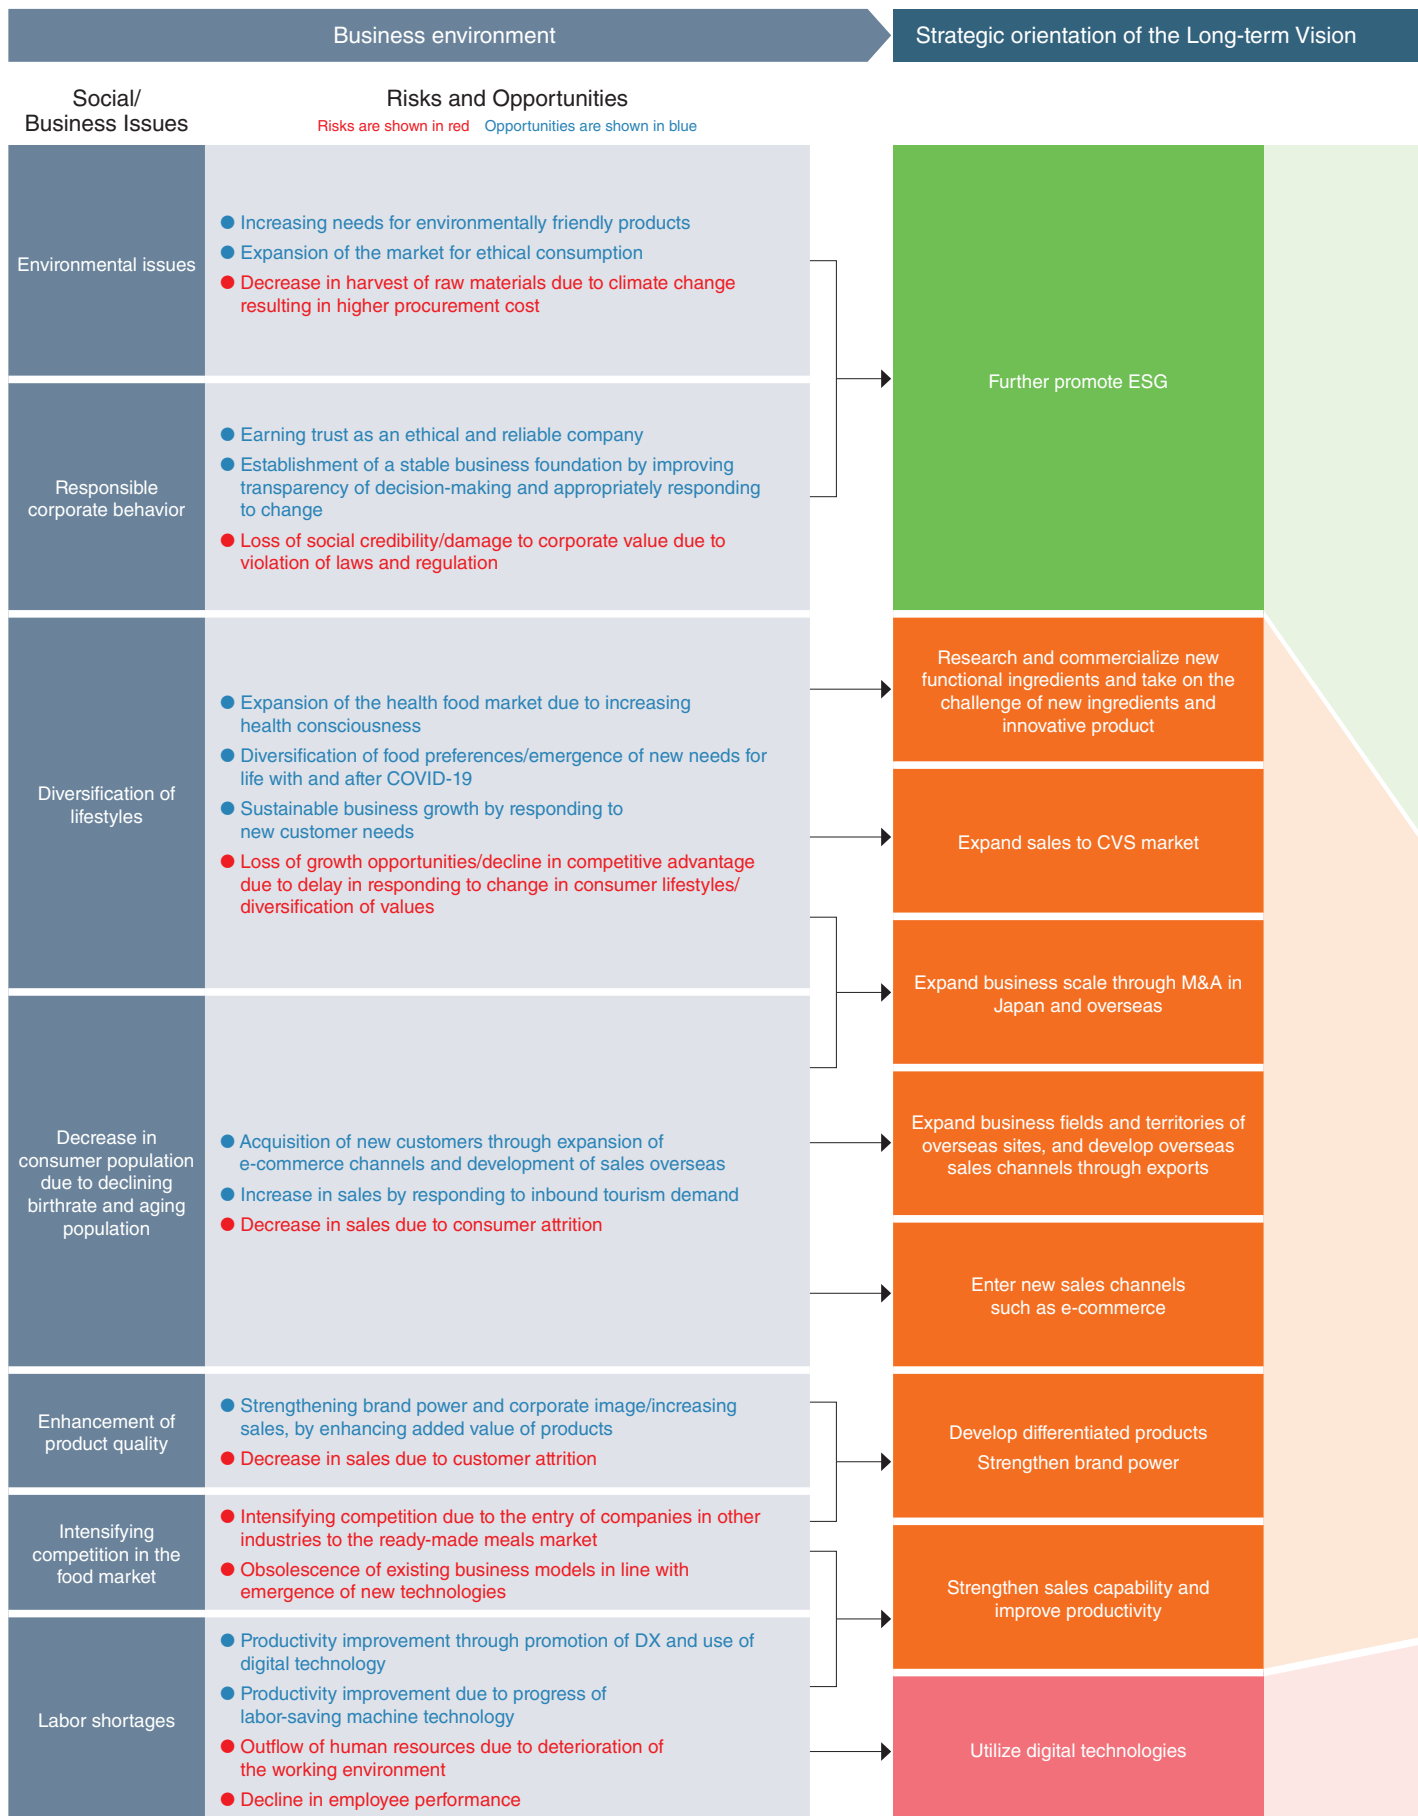 Business environment
Strategic orientation of the Long-term Vision
Social/
Business Issues
Risks and Opportunities
Risks are shown in red Opportunities are shown in blue
Environmental issues
● Increasing needs for environmentally friendly products
● Expansion of the market for ethical consumption
● Decrease in harvest of raw materials due to climate change
resulting in higher procurement cost
Further promote ESG
Responsible
corporate behavior
● Earning trust as an ethical and reliable company
● Establishment of a stable business foundation by improving
transparency of decision-making and appropriately responding
to change
● Loss of social credibility/damage to corporate value due to
violation of laws and regulation
Diversification of
lifestyles
● Expansion of the health food market due to increasing
health consciousness
● Diversification of food preferences/emergence of new needs for
life with and after COVID-19
● Sustainable business growth by responding to
new customer needs
● Loss of growth opportunities/decline in competitive advantage
due to delay in responding to change in consumer lifestyles/
diversification of values
Research and commercialize new
functional ingredients and take on the
challenge of new ingredients and
innovative product
Expand sales to CVS market
Expand business scale through M&A in
Japan and overseas
Decrease in
consumer population
due to declining
birthrate and aging
population
● Acquisition of new customers through expansion of
e-commerce channels and development of sales overseas
● Increase in sales by responding to inbound tourism demand
● Decrease in sales due to consumer attrition
Expand business fields and territories of
overseas sites, and develop overseas
sales channels through exports
Enter new sales channels
such as e-commerce
Enhancement of
product quality
● Strengthening brand power and corporate image/increasing
sales, by enhancing added value of products
● Decrease in sales due to customer attrition
Develop differentiated products
Strengthen brand power
Intensifying
competition in the
food market
● Intensifying competition due to the entry of companies in other
industries to the ready-made meals market
● Obsolescence of existing business models in line with
emergence of new technologies
Strengthen sales capability and
improve productivity
Labor shortages
● Productivity improvement through promotion of DX and use of
digital technology
● Productivity improvement due to progress of
labor-saving machine technology
● Outflow of human resources due to deterioration of
the working environment
● Decline in employee performance
Utilize digital technologies